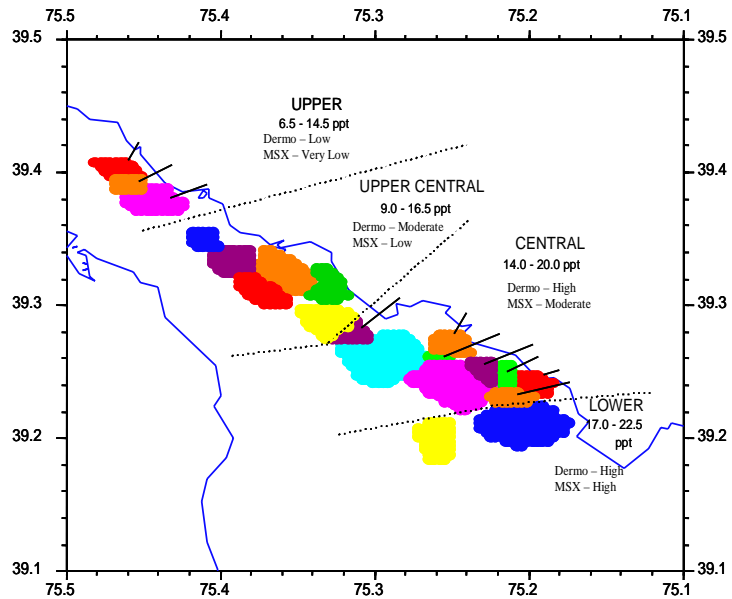 75.5 75.4 75.3 75.2 75.1
39.5 39.5
UPPER
6.5 - 14.5 ppt
Dermo – Low
MSX – Very Low
39.4 39.4
UPPER CENTRAL
9.0 - 16.5 ppt
Dermo – Moderate
MSX – Low
CENTRAL
14.0 - 20.0 ppt
Dermo – High
MSX – Moderate
39.3 39.3
LOWER
17.0 - 22.5
ppt
39.2 39.2
Dermo – High
MSX – High
39.1 39.1
75.5 75.4 75.3 75.2 75.1